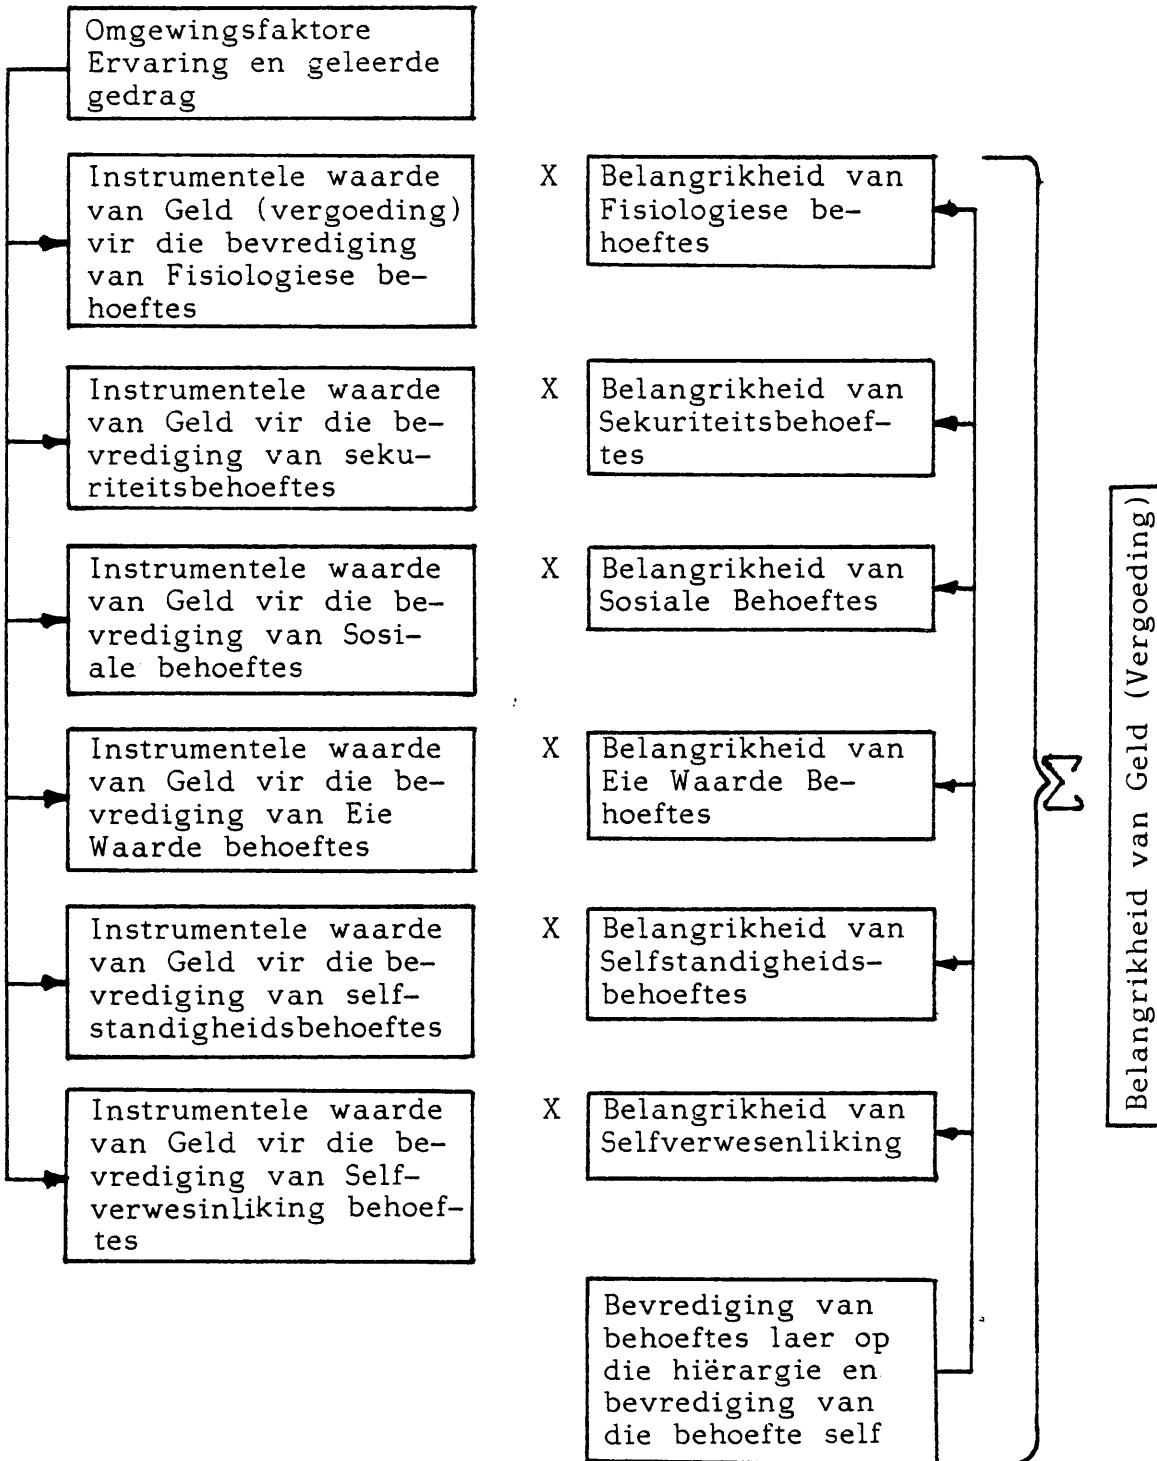 Omgewingsfaktore
Ervaring en geleerde
gedrag
Instrumentele waarde
van Geld (vergoeding)
vir die bevrediging
van Fisiologiese be-
hoeftes
X
Belangrikheid van
Fisiologiese be-
hoeftes
Instrumentele waarde
van Geld vir die be-
vrediging van seku-
riteitsbehoeftes
X
Belangrikheid van
Sekuriteitsbehoef-
tes
Instrumentele waarde
van Geld vir die be-
vrediging van Sosi-
ale behoeftes
X
Belangrikheid van
Sosiale Behoeftes
Instrumentele waarde
van Geld vir die be-
vrediging van Eie
Waarde behoeftes
X
Belangrikheid van
Eie Waarde Be-
hoeftes
Instrumentele waarde
van Geld vir die be-
vrediging van self-
standigheidsbehoeftes
X
Belangrikheid van
Selfstandigheids-
behoeftes
Instrumentele waarde
van Geld vir die be-
vrediging van Self-
verwesinliking behoef-
tes
X
Belangrikheid van
Selfverwesenliking
Bevrediging van
behoeftes laer op
die hiërargie en
bevrediging van
die behoefte self
Σ
Belangrikheid van Geld (Vergoeding)